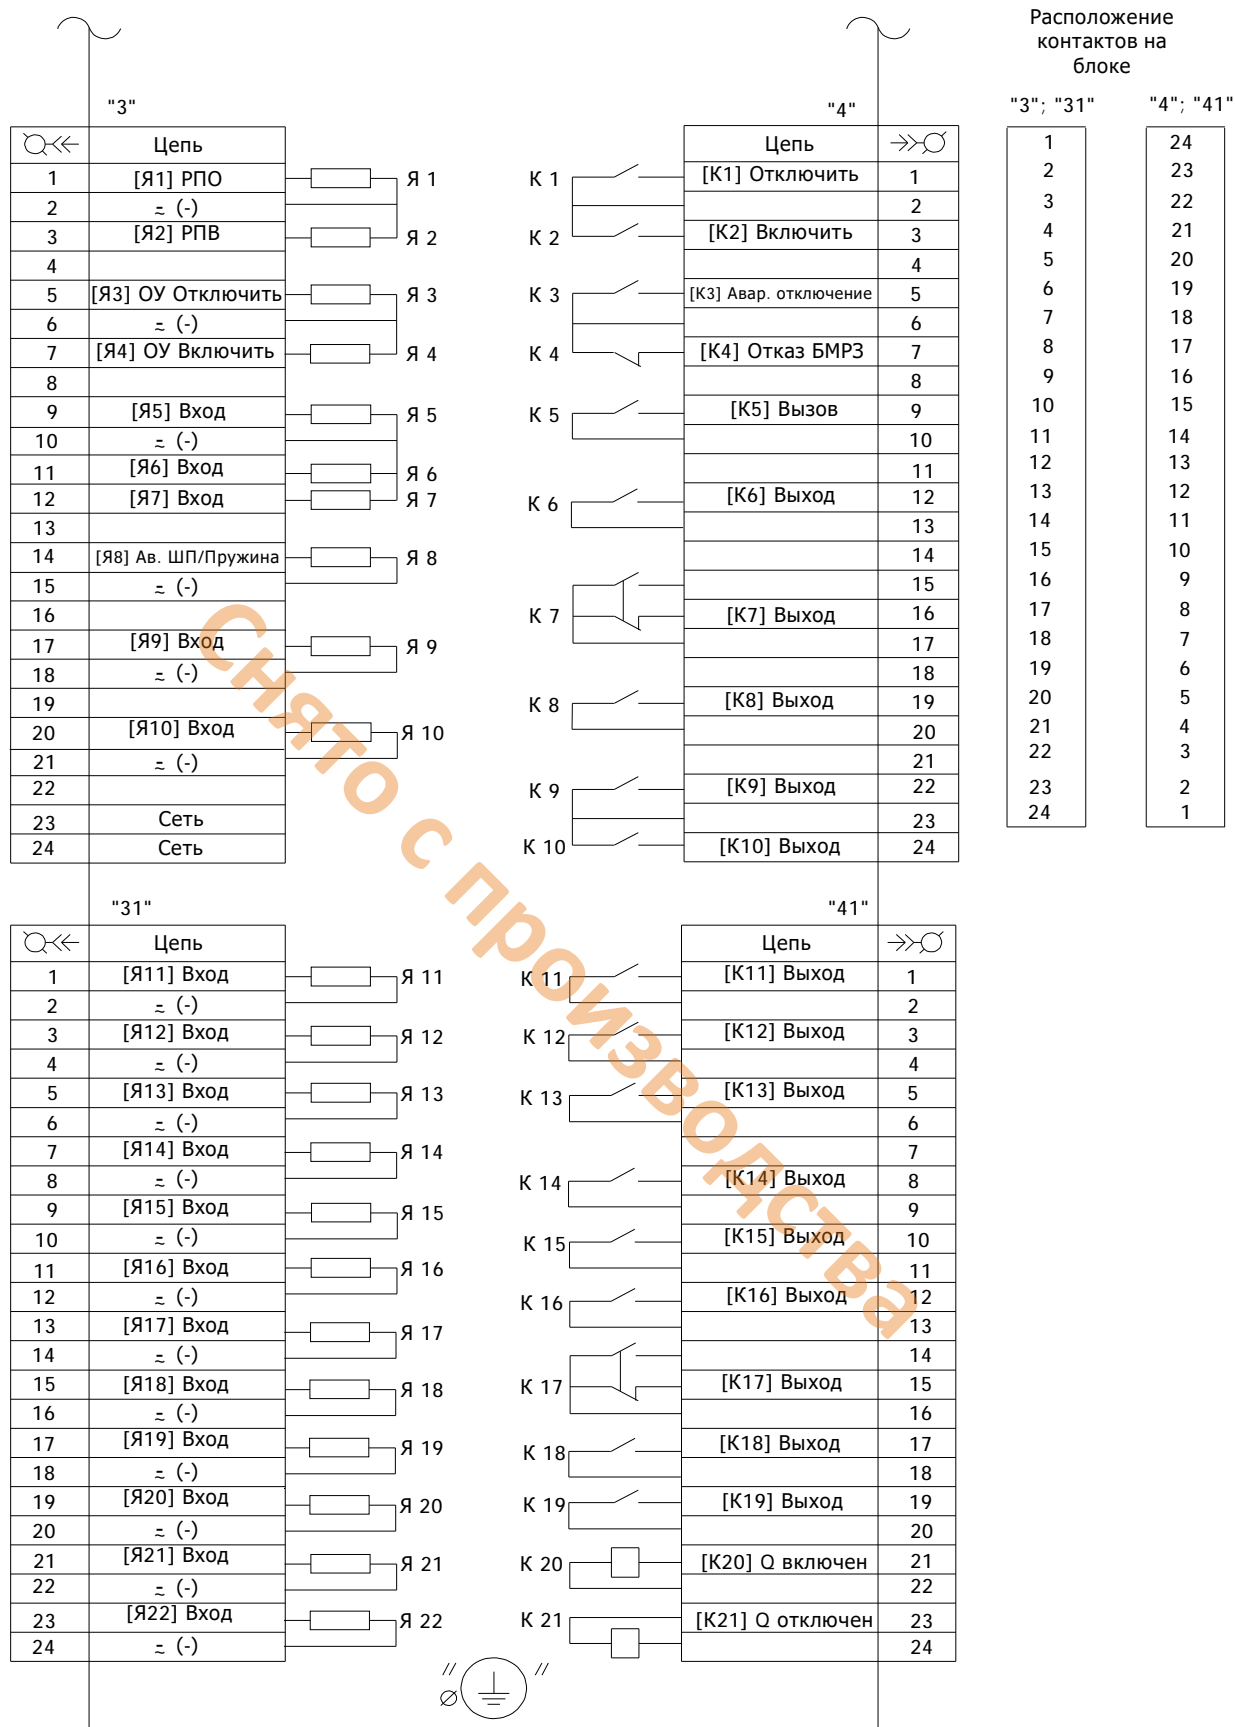 Расположение
контактов на
блоке
"3"; "31" "4"; "41"
1 24
2 23
3 22
4 21
5 20
6 19
7 18
8 17
9 16
10 15
11 14
12 13
13 12
14 11
15 10
16 9
17 8
18 7
19 6
20 5
21 4
22 3
23 2
24 1
"3"
Цепь
1 [Я1] РПО Я 1
2 ≂ (-)
3 [Я2] РПВ Я 2
4
5 [Я3] ОУ Отключить Я 3
6 ≂ (-)
7 [Я4] ОУ Включить Я 4
8
9 [Я5] Вход Я 5
10 ≂ (-)
11 [Я6] Вход Я 6
12 [Я7] Вход Я 7
13
14 [Я8] Ав. ШП/Пружина Я 8
15 ≂ (-)
16
17 [Я9] Вход Я 9
18 ≂ (-)
19
20 [Я10] Вход Я 10
21 ≂ (-)
22
23 Сеть
24 Сеть
"4"
Цепь
К 1 [К1] Отключить 1
2
К 2 [К2] Включить 3
4
К 3 [К3] Авар. отключение 5
6
К 4 [К4] Отказ БМРЗ 7
8
К 5 [К5] Вызов 9
10
11
К 6 [К6] Выход 12
13
14
15
К 7 [К7] Выход 16
17
18
К 8 [К8] Выход 19
20
21
К 9 [К9] Выход 22
23
К 10 [К10] Выход 24
"31"
Цепь
1 [Я11] Вход Я 11
2 ≂ (-)
3 [Я12] Вход Я 12
4 ≂ (-)
5 [Я13] Вход Я 13
6 ≂ (-)
7 [Я14] Вход Я 14
8 ≂ (-)
9 [Я15] Вход Я 15
10 ≂ (-)
11 [Я16] Вход Я 16
12 ≂ (-)
13 [Я17] Вход Я 17
14 ≂ (-)
15 [Я18] Вход Я 18
16 ≂ (-)
17 [Я19] Вход Я 19
18 ≂ (-)
19 [Я20] Вход Я 20
20 ≂ (-)
21 [Я21] Вход Я 21
22 ≂ (-)
23 [Я22] Вход Я 22
24 ≂ (-)
"41"
Цепь
К 11 [К11] Выход 1
2
К 12 [К12] Выход 3
4
К 13 [К13] Выход 5
6
7
К 14 [К14] Выход 8
9
К 15 [К15] Выход 10
11
К 16 [К16] Выход 12
13
14
К 17 [К17] Выход 15
16
К 18 [К18] Выход 17
18
К 19 [К19] Выход 19
20
К 20 [К20] Q включен 21
22
К 21 [К21] Q отключен 23
24
Снято с производства